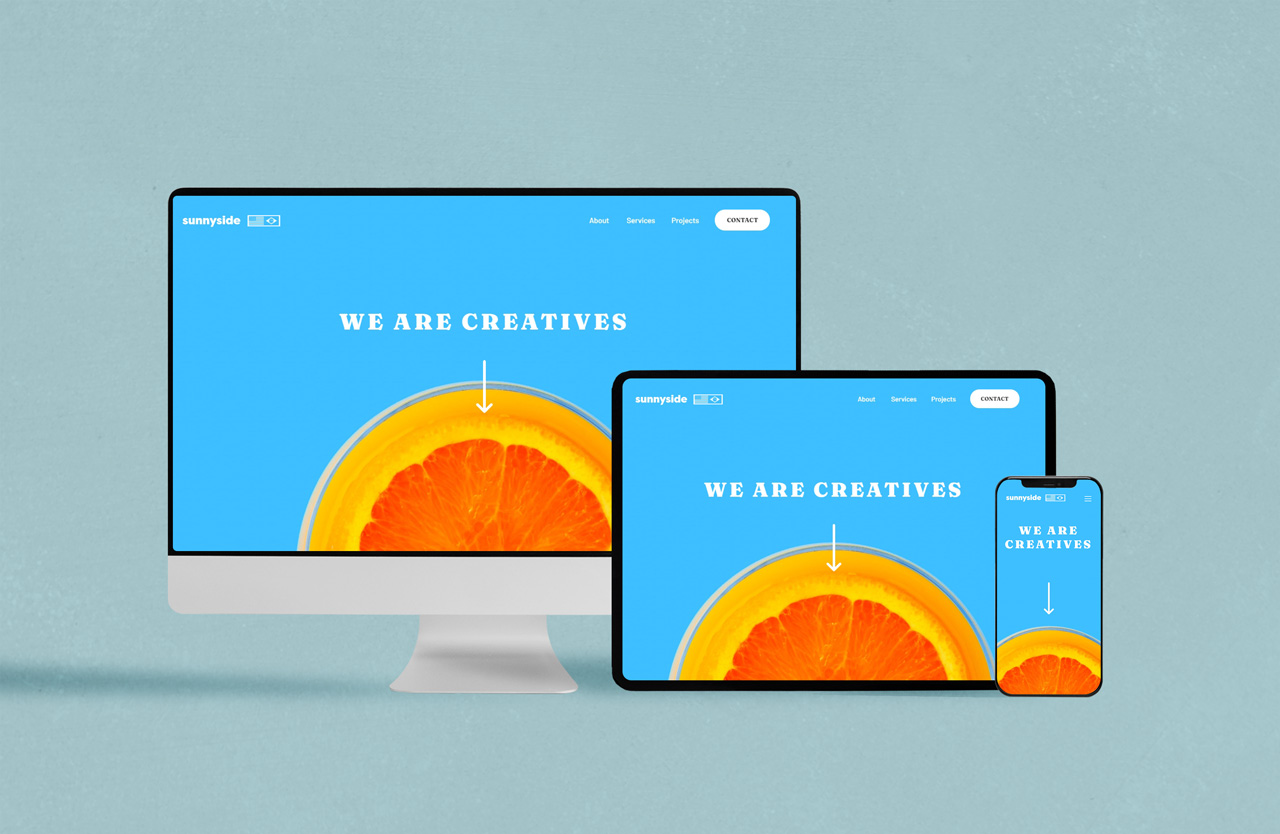 sunnyside
About Services Projects CONTACT
WE ARE CREATIVES
sunnyside
About Services Projects CONTACT
WE ARE CREATIVES
sunnyside
WE ARE
CREATIVES